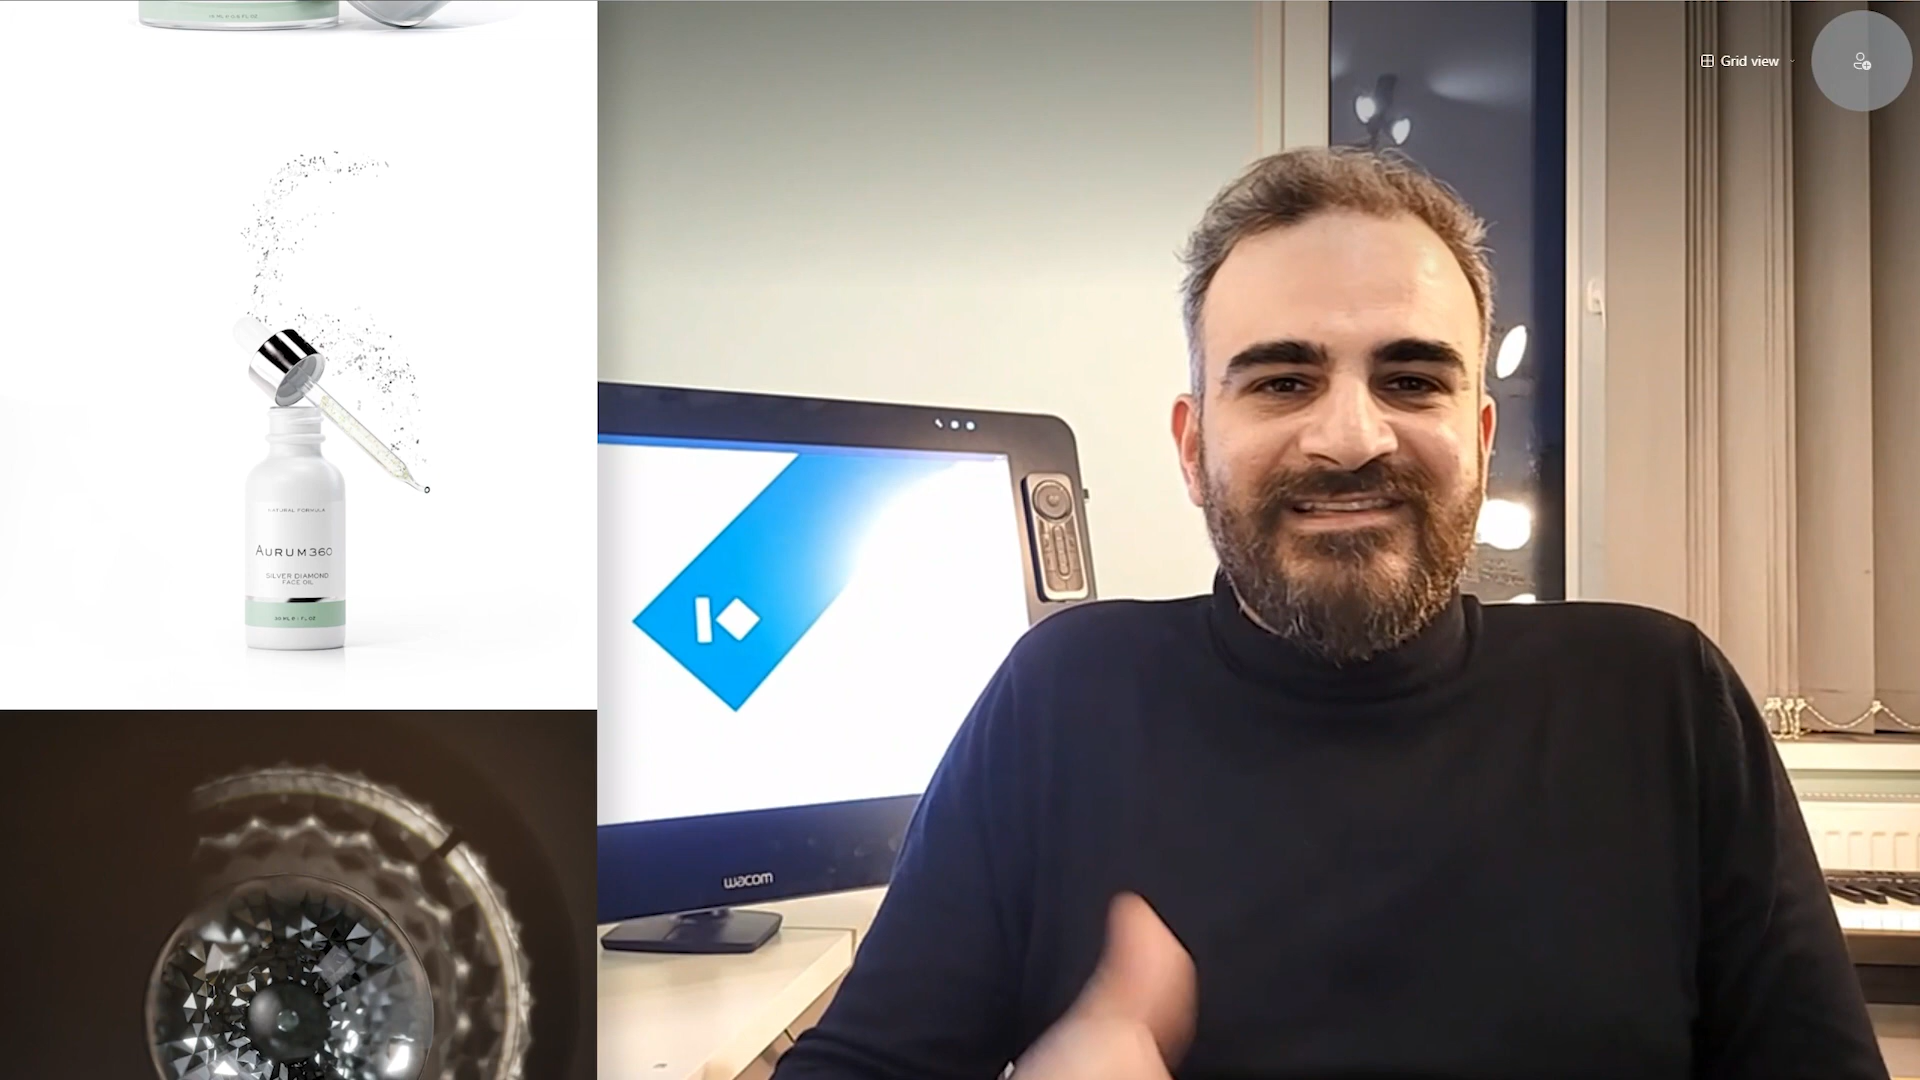 Grid view
NATURAL FORMULA
AURUM360
SILVER DIAMOND
FACE OIL
wacom